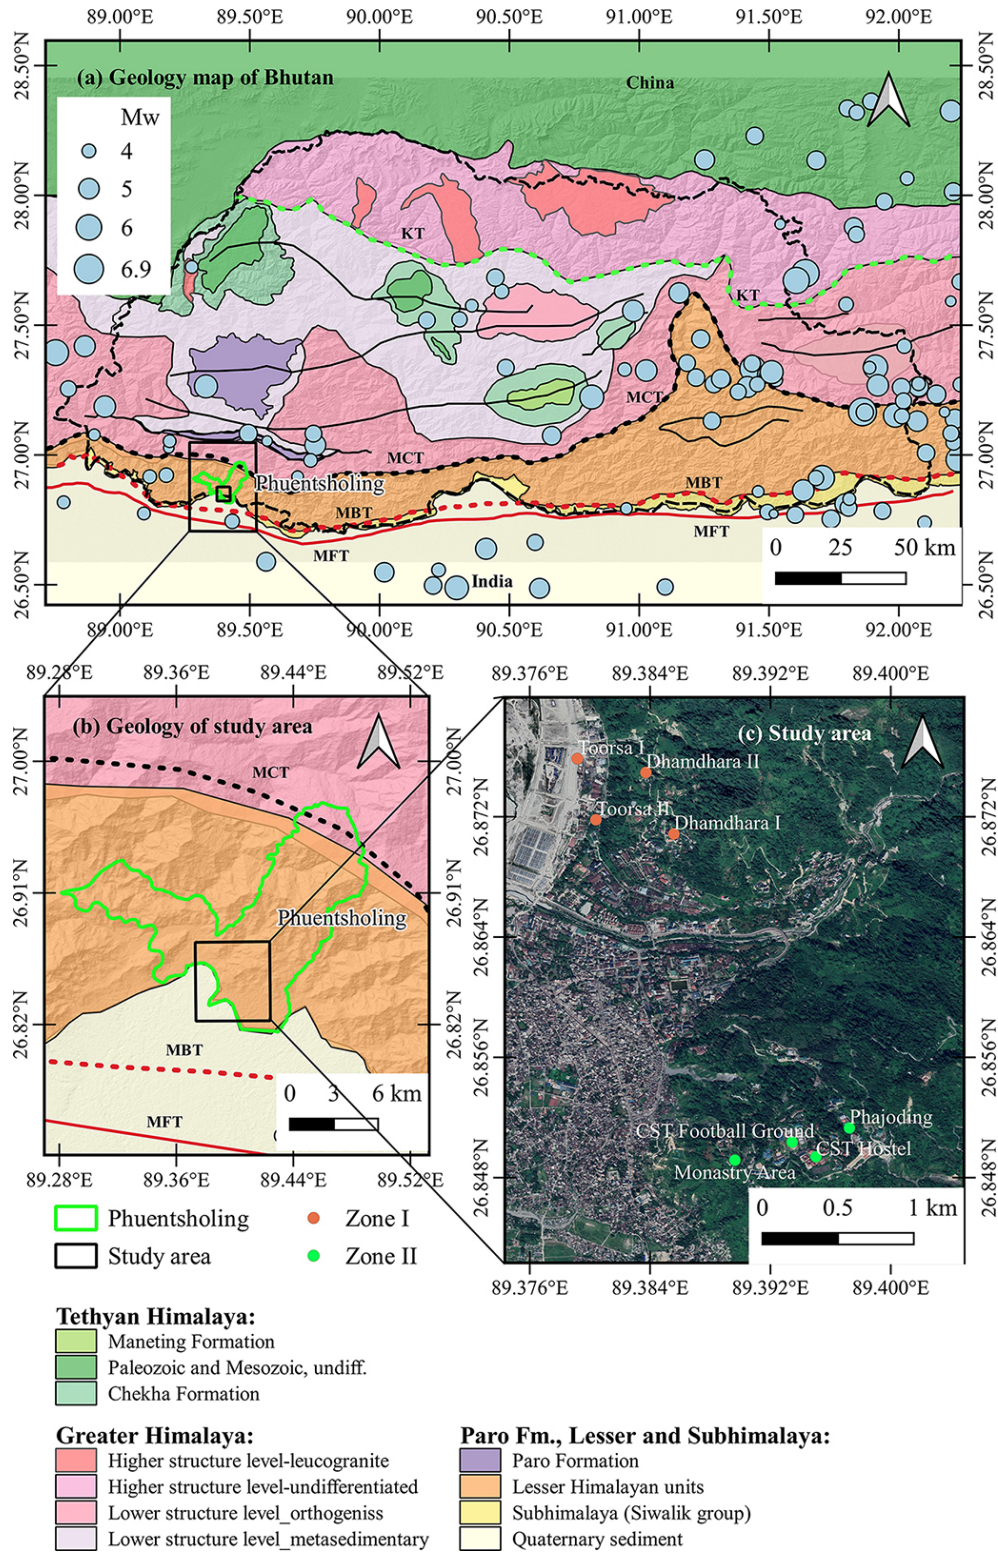 89.00°E 89.50°E 90.00°E 90.50°E 91.00°E 91.50°E 92.00°E
28.50°N 28.50°N
(a) Geology map of Bhutan
China
Mw
4
5
6
6.9
28.00°N 28.00°N
KT
KT
27.50°N 27.50°N
MCT
MCT
27.00°N 27.00°N
Phuentsholing
MBT
MBT
MFT
MFT
0 25 50 km
India
26.50°N 26.50°N
89.00°E 89.50°E 90.00°E 90.50°E 91.00°E 91.50°E 92.00°E
89.28°E 89.36°E 89.44°E 89.52°E
(b) Geology of study area
27.00°N
MCT
26.91°N
Phuentsholing
26.82°N
MBT
0 3 6 km
MFT
89.28°E 89.36°E 89.44°E 89.52°E
89.376°E 89.384°E 89.392°E 89.400°E
(c) Study area
Toorsa I
Dhamdhara II
Toorsa II
Dhamdhara I
26.872°N 26.872°N
26.864°N 26.864°N
26.856°N 26.856°N
Phajoding
CST Football Ground
CST Hostel
Monastry Area
26.848°N 26.848°N
0 0.5 1 km
89.376°E 89.384°E 89.392°E 89.400°E
Phuentsholing
Study area
Zone I
Zone II
Tethyan Himalaya:
Maneting Formation
Paleozoic and Mesozoic, undiff.
Chekha Formation
Greater Himalaya:
Higher structure level-leucogranite
Higher structure level-undifferentiated
Lower structure level_orthogeniss
Lower structure level_metasedimentary
Paro Fm., Lesser and Subhimalaya:
Paro Formation
Lesser Himalayan units
Subhimalaya (Siwalik group)
Quaternary sediment